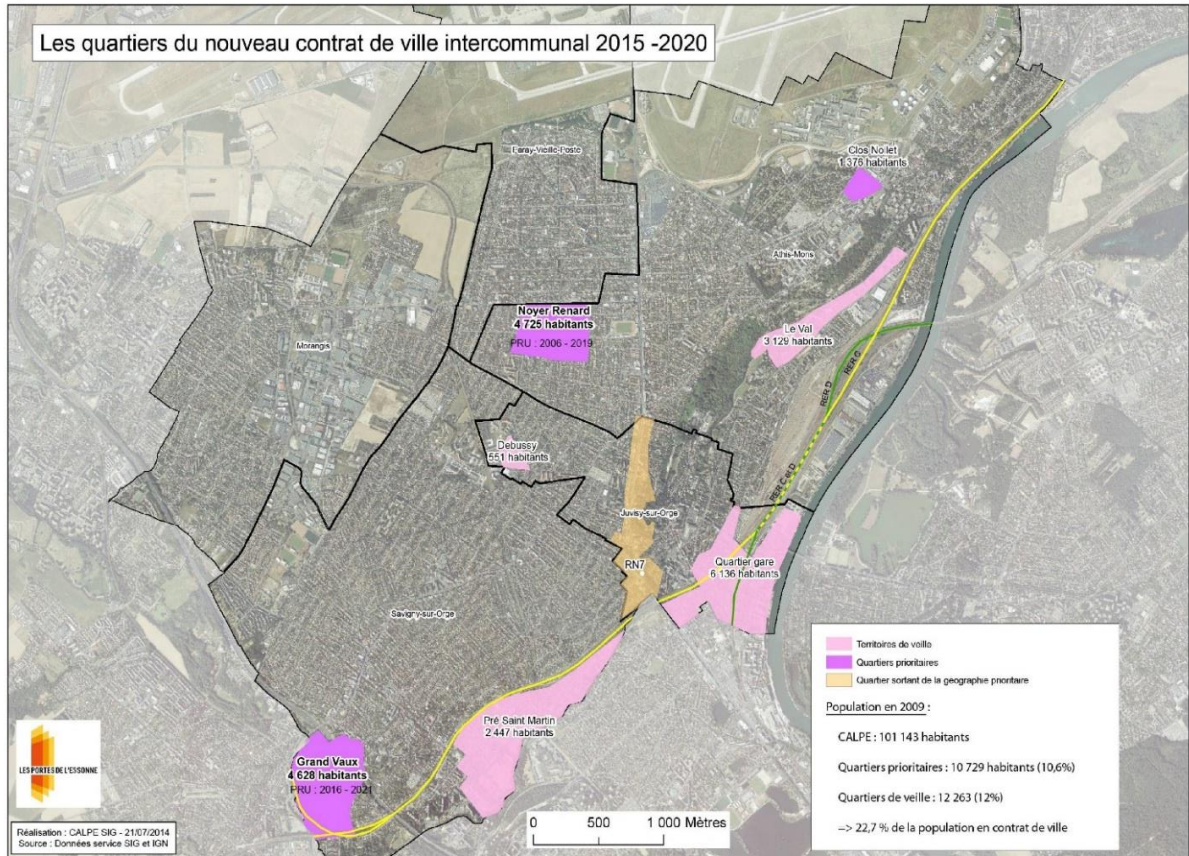 Les quartiers du nouveau contrat de ville intercommunal 2015 -2020
Paray-Vieille-Poste
Clos Nollet
1 376 habitants
Athis-Mons
Noyer Renard
4 725 habitants
PRU : 2006 - 2019
Le Val
3 129 habitants
Morangis
RER D
RER C
Debussy
551 habitants
RER C et D
Juvisy-sur-Orge
RN7
Quartier gare
6 136 habitants
Savigny-sur-Orge
Pré Saint Martin
2 447 habitants
Grand Vaux
4 628 habitants
PRU : 2016 - 2021
Territoires de veille
Quartiers prioritaires
Quartier sortant de la géographie prioritaire
Population en 2009 :
CALPE : 101 143 habitants
Quartiers prioritaires : 10 729 habitants (10,6%)
Quartiers de veille : 12 263 (12%)
=> 22,7 % de la population en contrat de ville
LES PORTES DE L'ESSONNE
0 500 1 000 Mètres
Réalisation : CALPE SIG - 21/07/2014
Source : Données service SIG et IGN